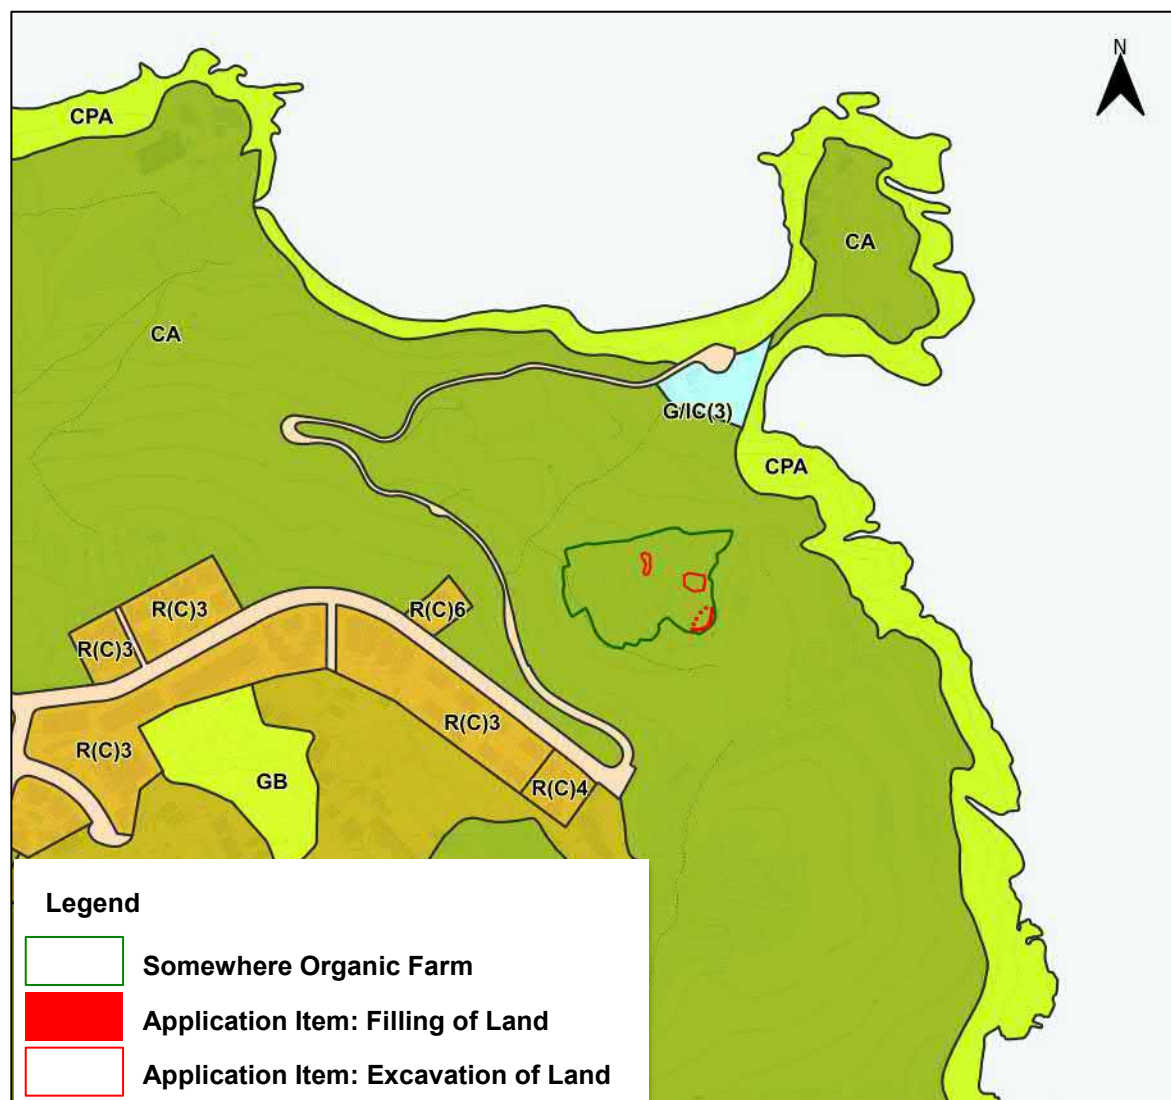 N
CPA
CA
CA
G/IC(3)
CPA
R(C)3
R(C)6
R(C)3
R(C)3
R(C)3
GB
R(C)4
Legend
Somewhere Organic Farm
Application Item: Filling of Land
Application Item: Excavation of Land